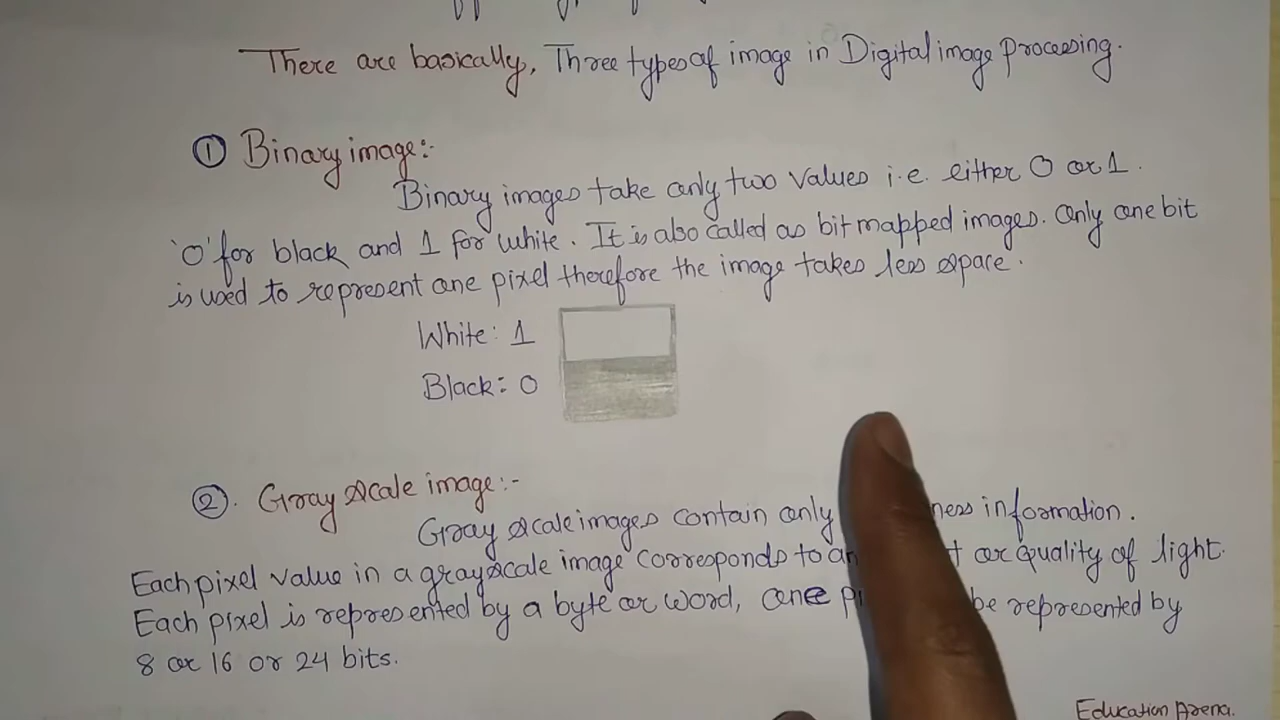 There are basically, Three types of image in Digital image processing.
① Binary image:-
Binary images take only two values i.e. either 0 or 1.
'0' for black and 1 for white. It is also called as bit mapped images. Only one bit
is used to represent one pixel therefore the image takes less space.
White: 1
Black: 0
②. Gray scale image:-
Gray scale images contain only ness information.
Each pixel value in a grayscale image corresponds to an or quality of light.
Each pixel is represented by a byte or word, one be represented by
8 or 16 or 24 bits.
Education Arena.